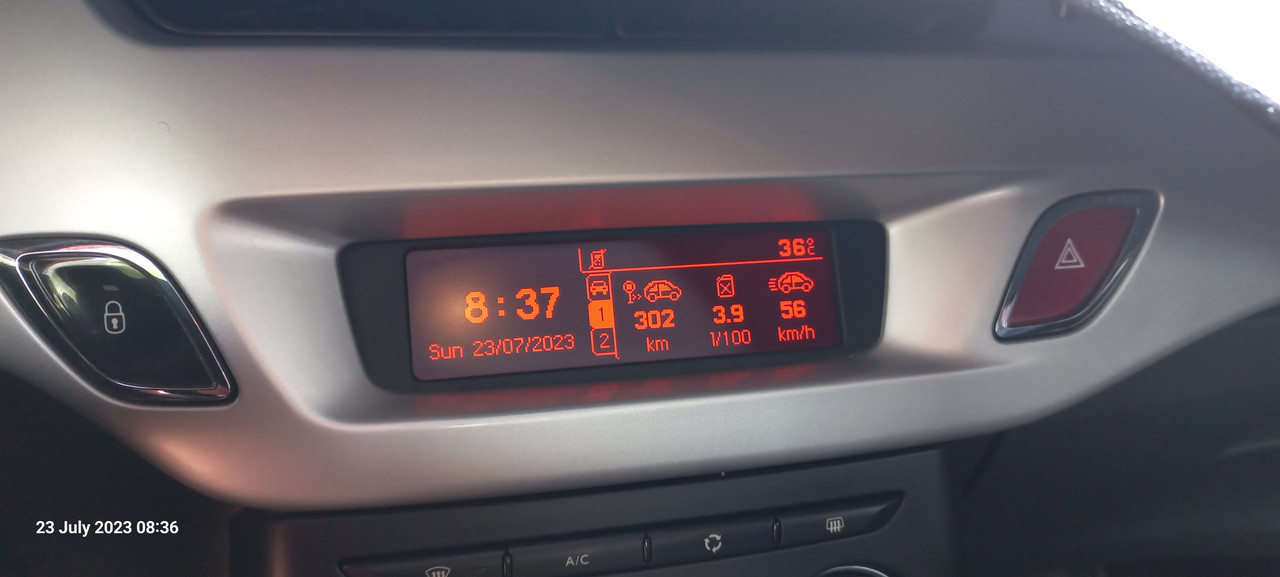 36°C
8:37
Sun 23/07/2023
1
2
302
km
3.9
l/100
56
km/h
A/C
23 July 2023 08:36